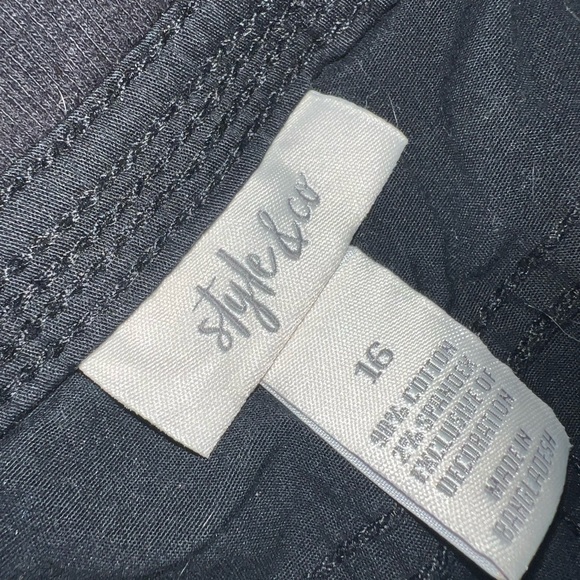 style & co
16
98% COTTON
2% SPANDEX
EXCLUSIVE OF
DECORATION
MADE IN
BANGLADESH